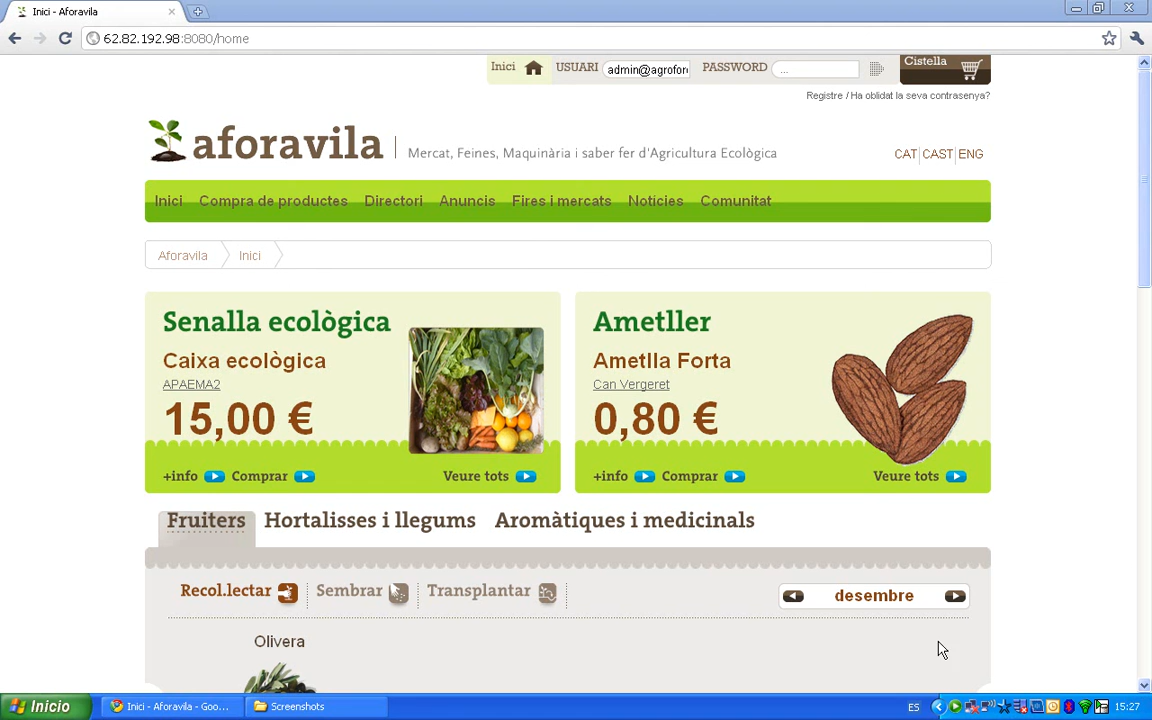 Inici - Aforavila
62.82.192.98:8080/home
Inici USUARI admin@agrofor PASSWORD ... Cistella
Registre / Ha oblidat la seva contrasenya?
aforavila Mercat, Feines, Maquinària i saber fer d'Agricultura Ecològica CAT CAST ENG
Inici Compra de productes Directori Anuncis Fires i mercats Notícies Comunitat
Aforavila Inici
Senalla ecològica
Caixa ecològica
APAEMA2
15,00 €
+info Comprar Veure tots
Ametller
Ametlla Forta
Can Vergeret
0,80 €
+info Comprar Veure tots
Fruiters Hortalisses i llegums Aromàtiques i medicinals
Recol.lectar Sembrar Transplantar desembre
Olivera
Inicio Inici - Aforavila - Goo... Screenshots ES 15:27